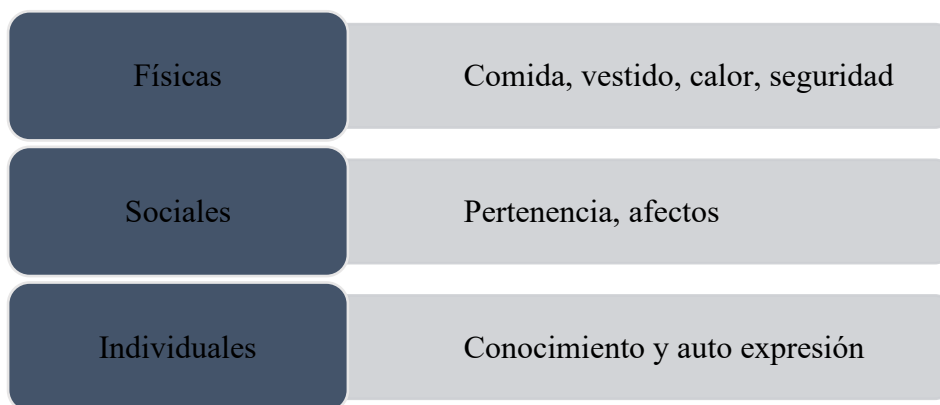 Físicas
Comida, vestido, calor, seguridad
Sociales
Pertenencia, afectos
Individuales
Conocimiento y auto expresión